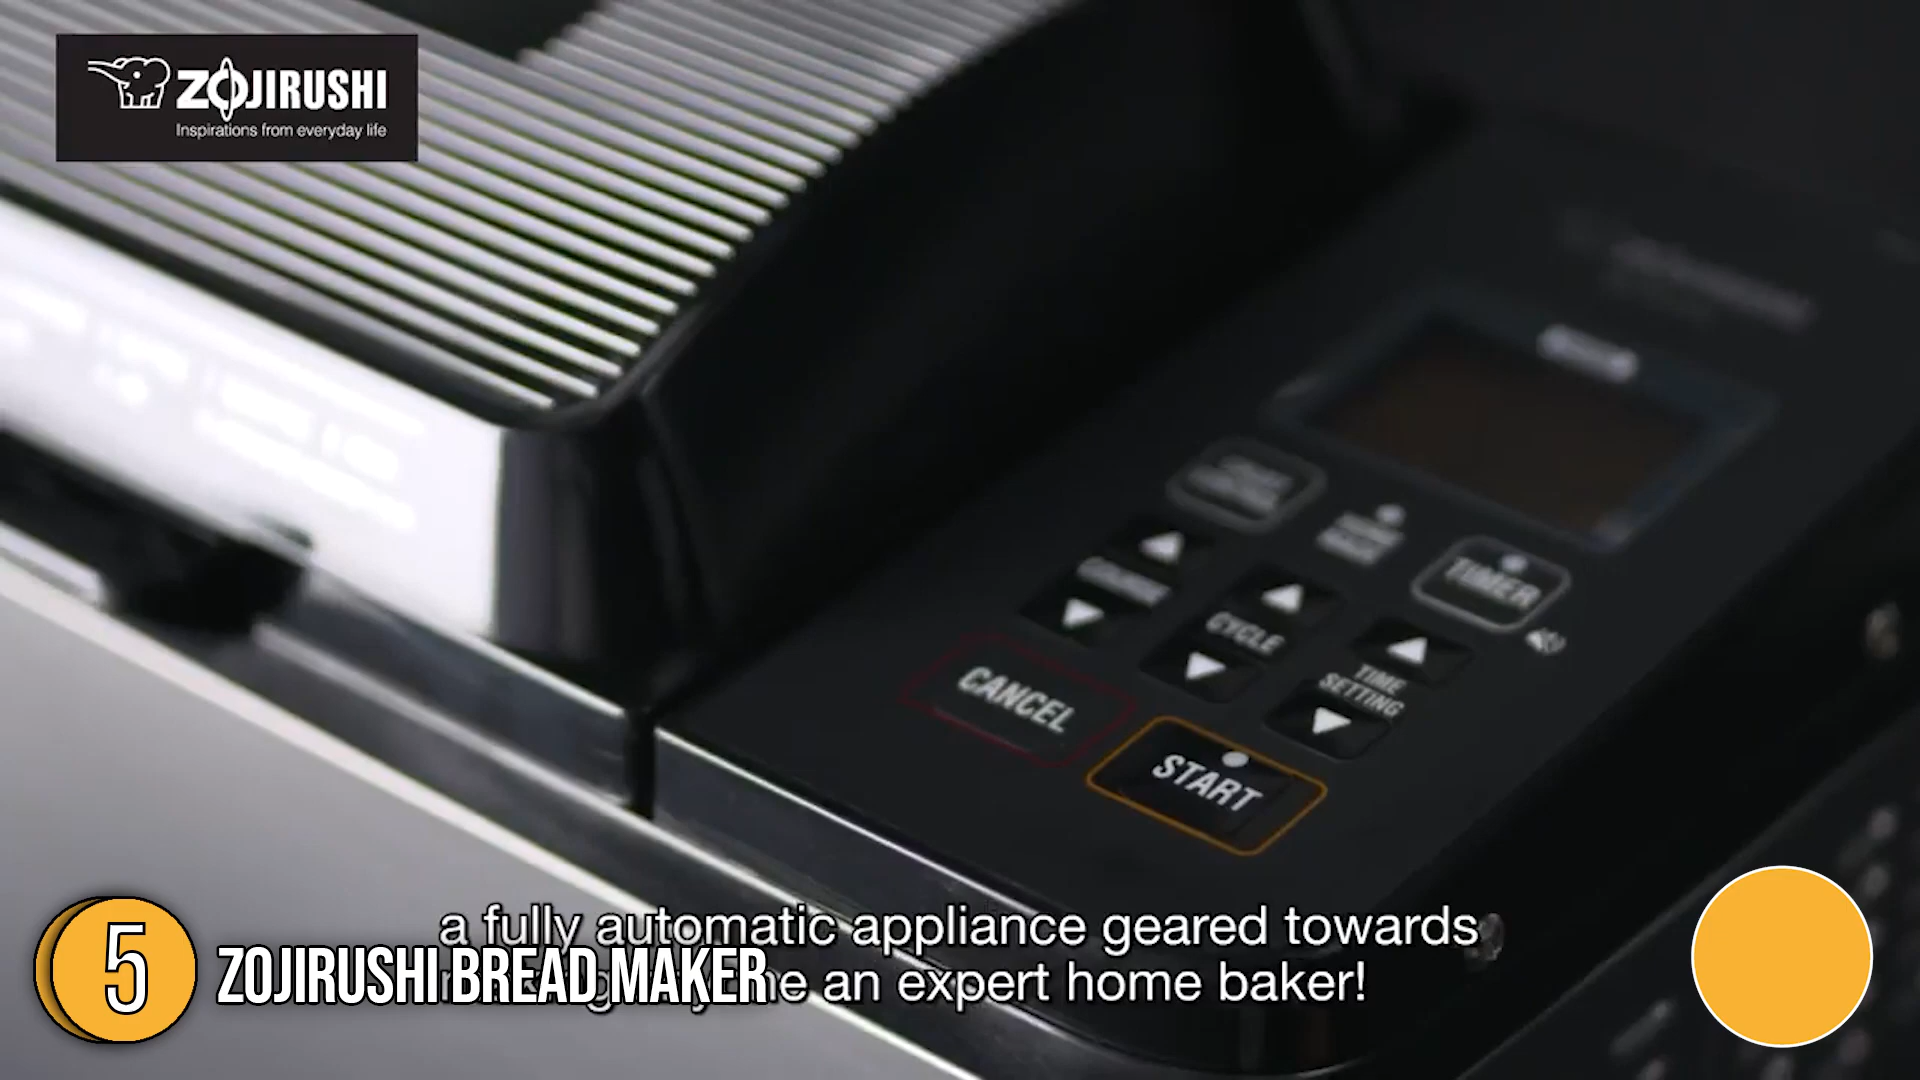 ZOJIRUSHI
Inspirations from everyday life
TIMER
COURSE
CYCLE
TIME
SETTING
CANCEL
START
a fully automatic appliance geared towards
an expert home baker!
5
ZOJIRUSHI BREAD MAKER